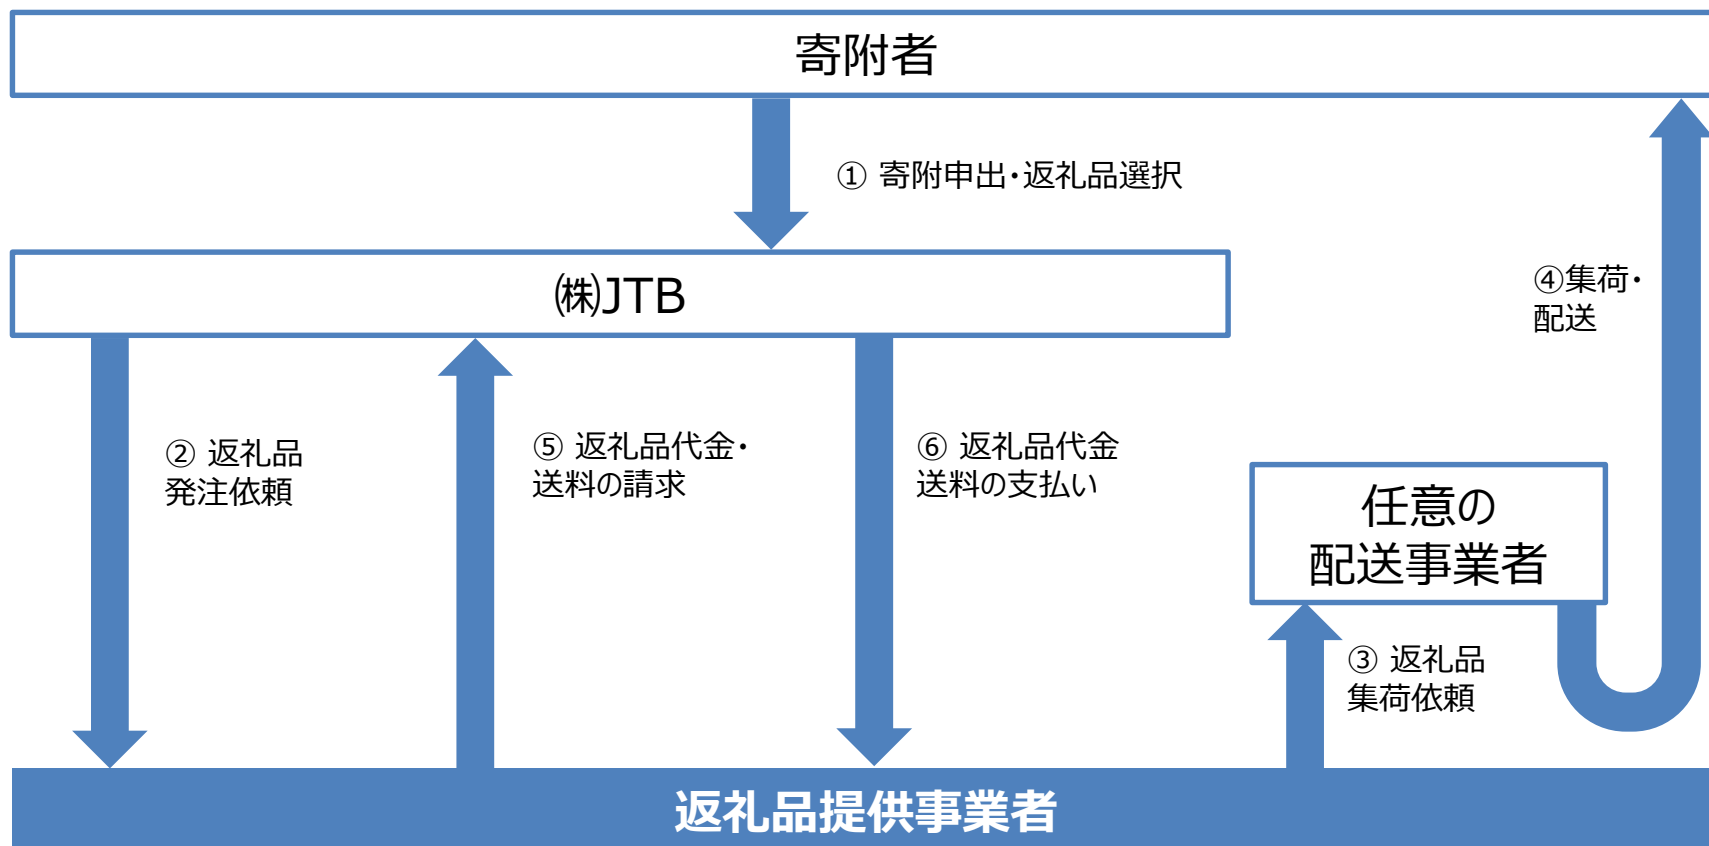 寄附者
① 寄附申出・返礼品選択
㈱JTB
④集荷・
配送
② 返礼品
発注依頼
⑤ 返礼品代金・
送料の請求
⑥ 返礼品代金
送料の支払い
任意の
配送事業者
③ 返礼品
集荷依頼
返礼品提供事業者